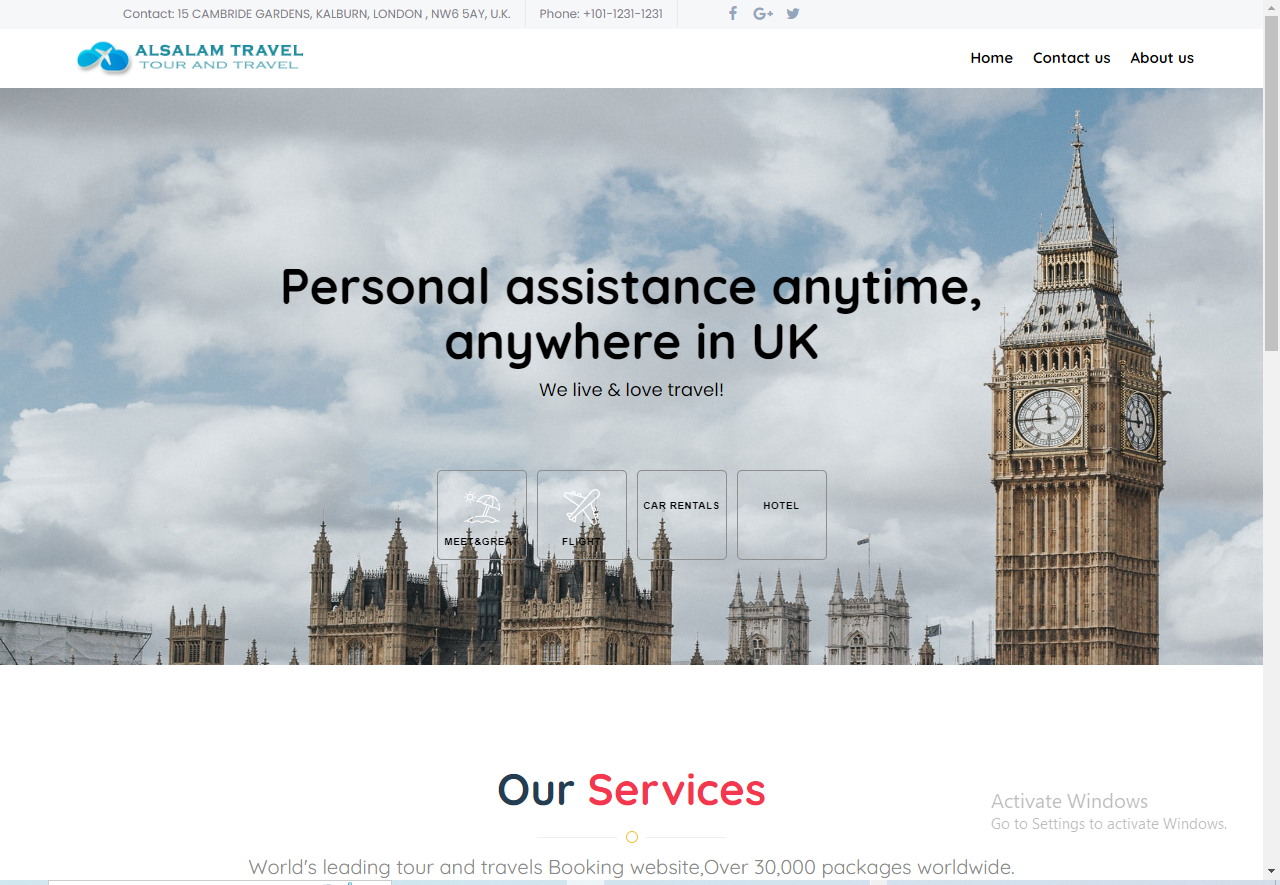 Contact: 15 CAMBRIDE GARDENS, KALBURN, LONDON , NW6 5AY, U.K.
Phone: +101-1231-1231
G+
ALSALAM TRAVEL
TOUR AND TRAVEL
Home
Contact us
About us
Personal assistance anytime,
anywhere in UK
We live & love travel!
MEET&GREAT
FLIGHT
CAR RENTALS
HOTEL
Our Services
Activate Windows
Go to Settings to activate Windows.
World's leading tour and travels Booking website,Over 30,000 packages worldwide.